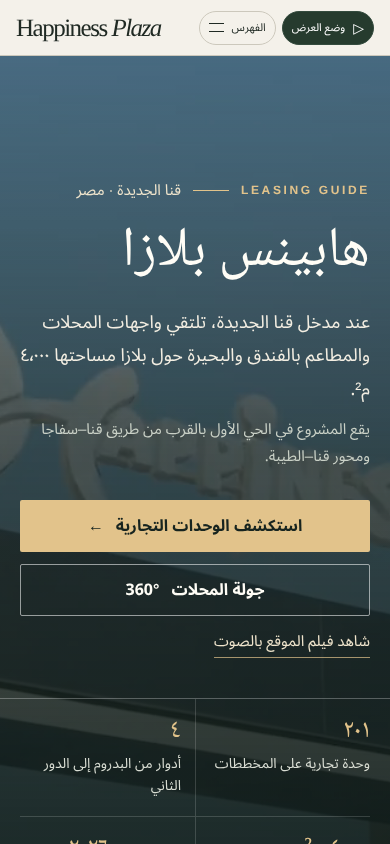 Happiness Plaza
الفهرس
وضع العرض
LEASING GUIDE — قنا الجديدة · مصر
هابينس بلازا
عند مدخل قنا الجديدة، تلتقي واجهات المحلات
والمطاعم بالفندق والبحيرة حول بلازا مساحتها ٤،٠٠٠
م².
يقع المشروع في الحي الأول بالقرب من طريق قنا–سفاجا
ومحور قنا–الطيبة.
استكشف الوحدات التجارية ←
جولة المحلات 360°
شاهد فيلم الموقع بالصوت
٢٠١
وحدة تجارية على المخططات
٤
أدوار من البدروم إلى الدور
الثاني